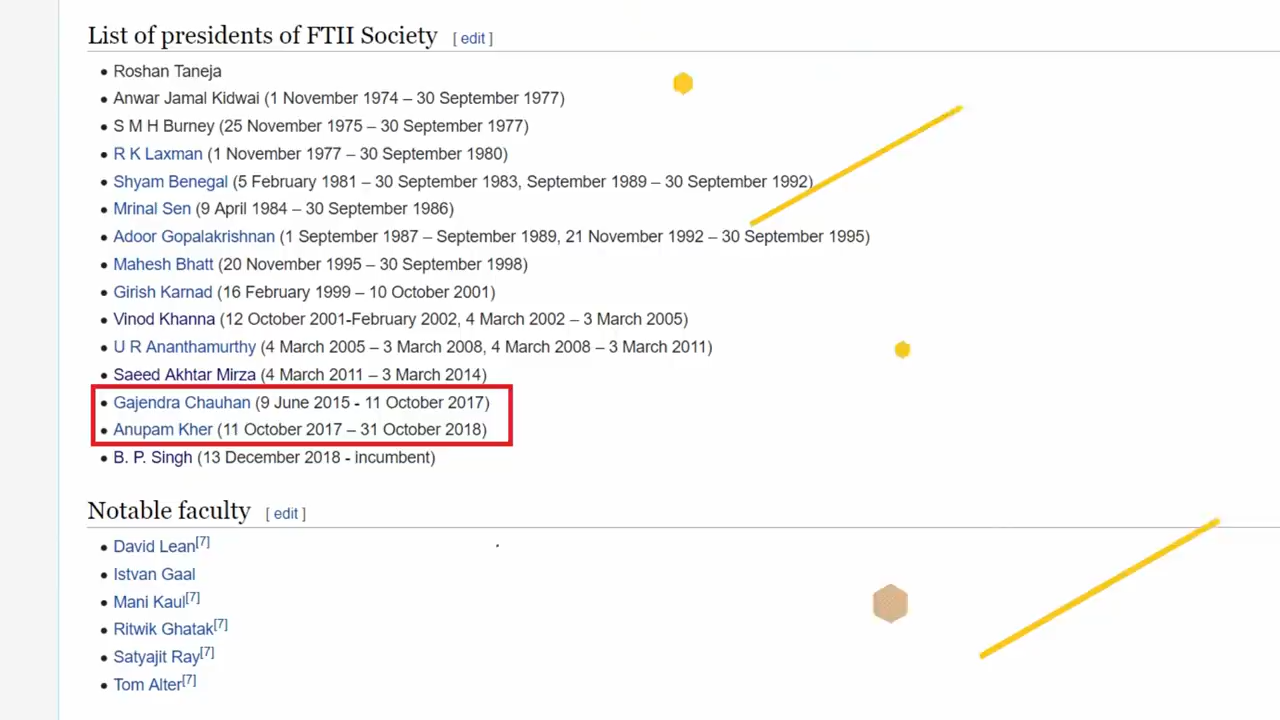 List of presidents of FTII Society [ edit ]
• Roshan Taneja
• Anwar Jamal Kidwai (1 November 1974 – 30 September 1977)
• S M H Burney (25 November 1975 – 30 September 1977)
• R K Laxman (1 November 1977 – 30 September 1980)
• Shyam Benegal (5 February 1981 – 30 September 1983, September 1989 – 30 September 1992)
• Mrinal Sen (9 April 1984 – 30 September 1986)
• Adoor Gopalakrishnan (1 September 1987 – September 1989, 21 November 1992 – 30 September 1995)
• Mahesh Bhatt (20 November 1995 – 30 September 1998)
• Girish Karnad (16 February 1999 – 10 October 2001)
• Vinod Khanna (12 October 2001-February 2002, 4 March 2002 – 3 March 2005)
• U R Ananthamurthy (4 March 2005 – 3 March 2008, 4 March 2008 – 3 March 2011)
• Saeed Akhtar Mirza (4 March 2011 – 3 March 2014)
• Gajendra Chauhan (9 June 2015 - 11 October 2017)
• Anupam Kher (11 October 2017 – 31 October 2018)
• B. P. Singh (13 December 2018 - incumbent)
Notable faculty [ edit ]
• David Lean[7]
• Istvan Gaal
• Mani Kaul[7]
• Ritwik Ghatak[7]
• Satyajit Ray[7]
• Tom Alter[7]